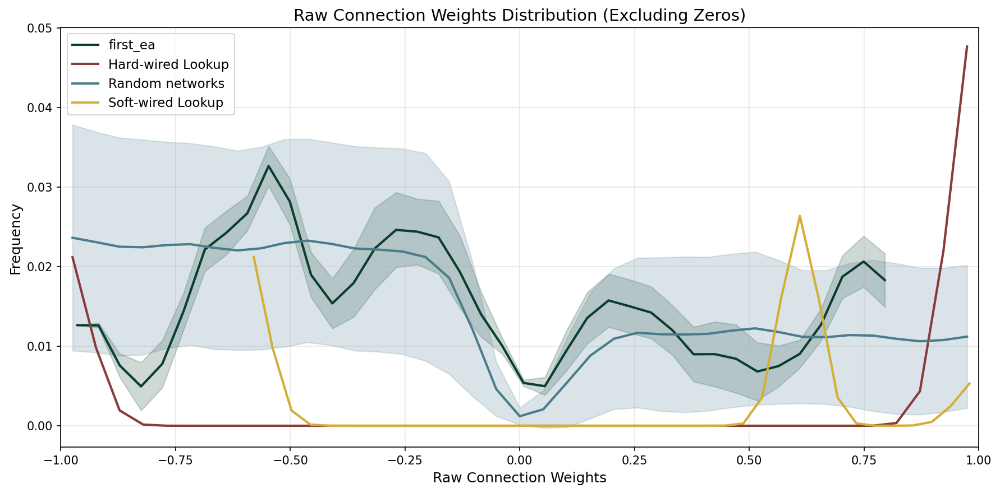 Raw Connection Weights Distribution (Excluding Zeros)
first_ea
Hard-wired Lookup
Random networks
Soft-wired Lookup
Frequency
0.05
0.04
0.03
0.02
0.01
0.00
−1.00 −0.75 −0.50 −0.25 0.00 0.25 0.50 0.75 1.00
Raw Connection Weights